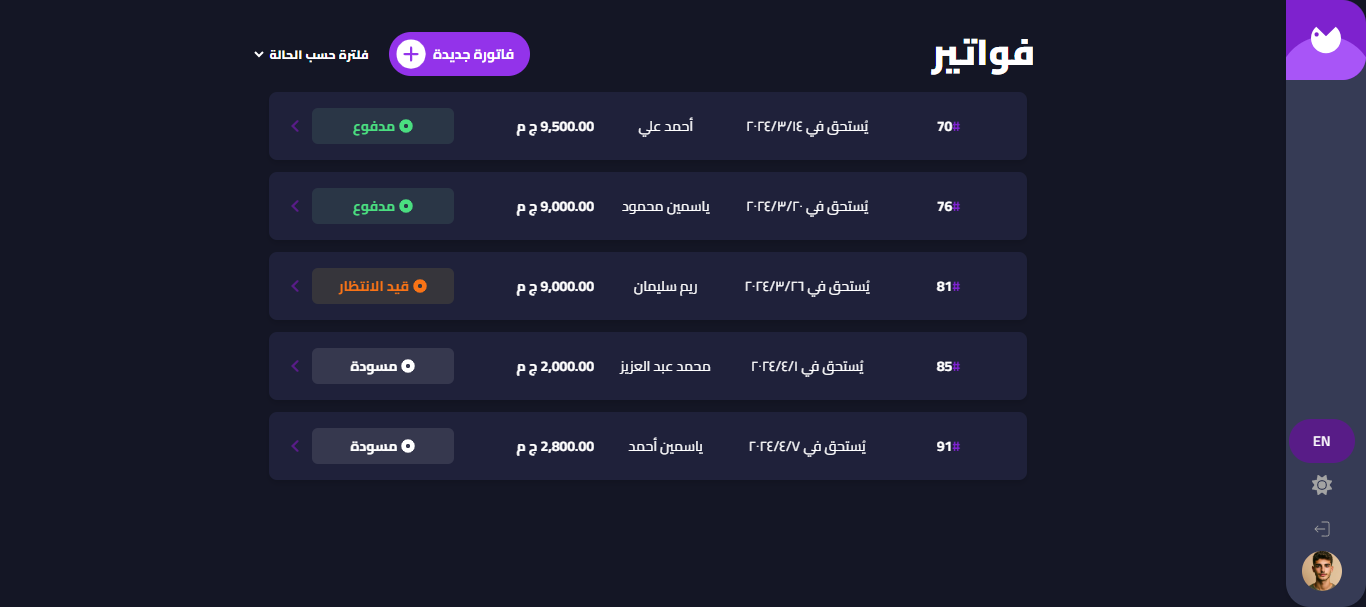 فواتير
فاتورة جديدة
فلترة حسب الحالة
#70 يُستحق في ٢٠٢٤/٣/١٤ أحمد علي 9,500.00 ج م مدفوع
#76 يُستحق في ٢٠٢٤/٣/٢٠ ياسمين محمود 9,000.00 ج م مدفوع
#81 يُستحق في ٢٠٢٤/٣/٢٦ ريم سليمان 9,000.00 ج م قيد الانتظار
#85 يُستحق في ٢٠٢٤/٤/١ محمد عبد العزيز 2,000.00 ج م مسودة
#91 يُستحق في ٢٠٢٤/٤/٧ ياسمين أحمد 2,800.00 ج م مسودة
EN